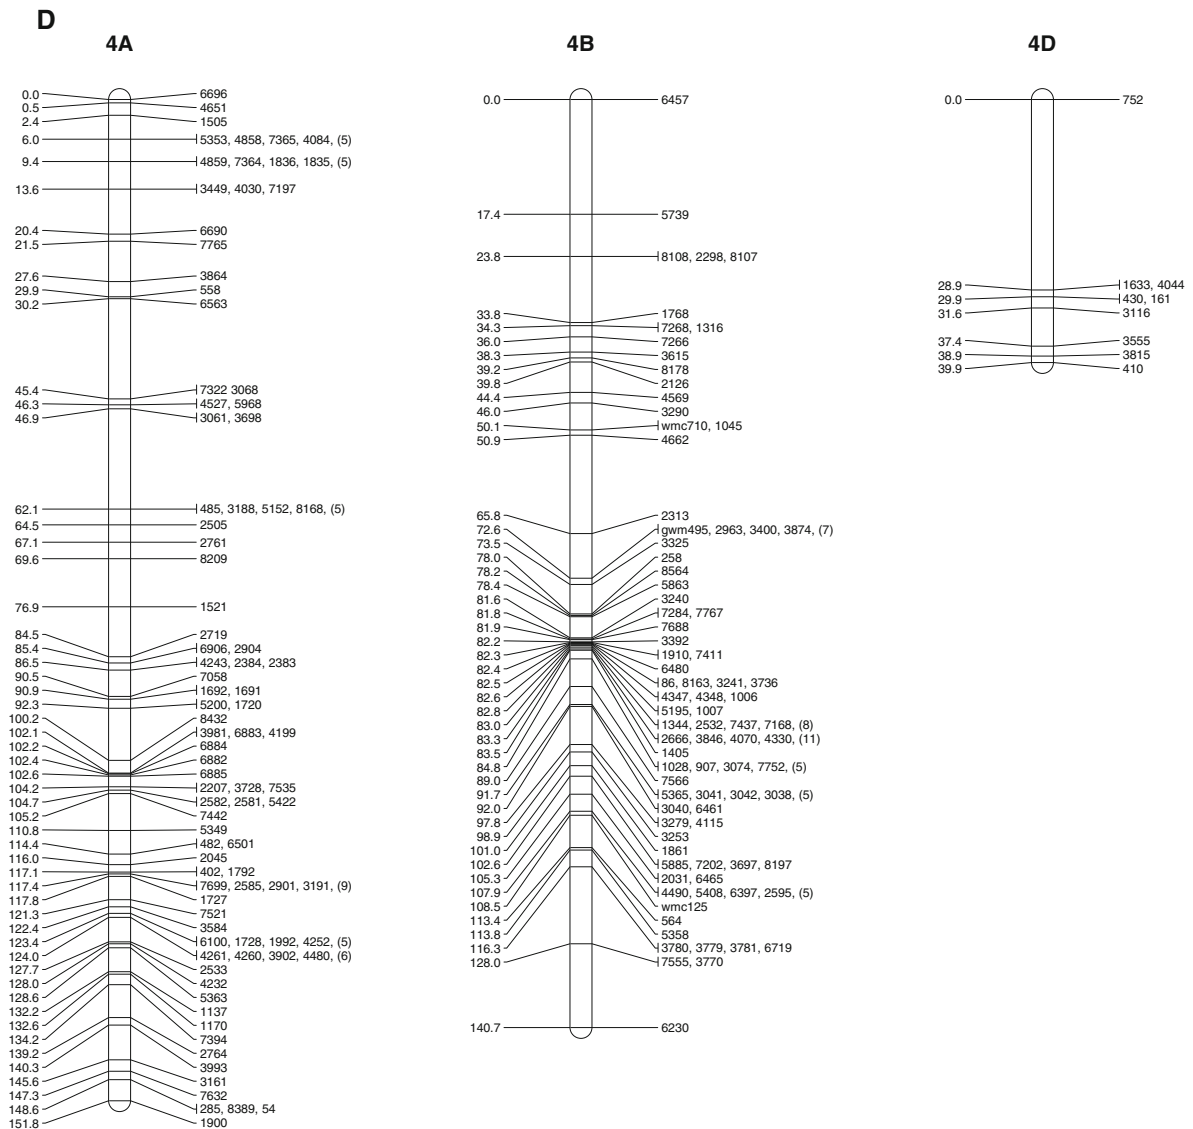 D
4A
0.0 6696
0.5 4651
2.4 1505
6.0 5353, 4858, 7365, 4084, (5)
9.4 4859, 7364, 1836, 1835, (5)
13.6 3449, 4030, 7197
20.4 6690
21.5 7765
27.6 3864
29.9 558
30.2 6563
45.4 7322 3068
46.3 4527, 5968
46.9 3061, 3698
62.1 485, 3188, 5152, 8168, (5)
64.5 2505
67.1 2761
69.6 8209
76.9 1521
84.5 2719
85.4 6906, 2904
86.5 4243, 2384, 2383
90.5 7058
90.9 1692, 1691
92.3 5200, 1720
100.2 8432
102.1 3981, 6883, 4199
102.2 6884
102.4 6882
102.6 6885
104.2 2207, 3728, 7535
104.7 2582, 2581, 5422
105.2 7442
110.8 5349
114.4 482, 6501
116.0 2045
117.1 402, 1792
117.4 7699, 2585, 2901, 3191, (9)
117.8 1727
121.3 7521
122.4 3584
123.4 6100, 1728, 1992, 4252, (5)
124.0 4261, 4260, 3902, 4480, (6)
127.7 2533
128.0 4232
128.6 5363
132.2 1137
132.6 1170
134.2 7394
139.2 2764
140.3 3993
145.6 3161
147.3 7632
148.6 285, 8389, 54
151.8 1900
4B
0.0 6457
17.4 5739
23.8 8108, 2298, 8107
33.8 1768
34.3 7268, 1316
36.0 7266
38.3 3615
39.2 8178
39.8 2126
44.4 4569
46.0 3290
50.1 wmc710, 1045
50.9 4662
65.8 2313
72.6 gwm495, 2963, 3400, 3874, (7)
73.5 3325
78.0 258
78.2 8564
78.4 5863
81.6 3240
81.8 7284, 7767
81.9 7688
82.2 3392
82.3 1910, 7411
82.4 6480
82.5 86, 8163, 3241, 3736
82.6 4347, 4348, 1006
82.8 5195, 1007
83.0 1344, 2532, 7437, 7168, (8)
83.3 2666, 3846, 4070, 4330, (11)
83.5 1405
84.8 1028, 907, 3074, 7752, (5)
89.0 7566
91.7 5365, 3041, 3042, 3038, (5)
92.0 3040, 6461
97.8 3279, 4115
98.9 3253
101.0 1861
102.6 5885, 7202, 3697, 8197
105.3 2031, 6465
107.9 4490, 5408, 6397, 2595, (5)
108.5 wmc125
113.4 564
113.8 5358
116.3 3780, 3779, 3781, 6719
128.0 7555, 3770
140.7 6230
4D
0.0 752
28.9 1633, 4044
29.9 430, 161
31.6 3116
37.4 3555
38.9 3815
39.9 410